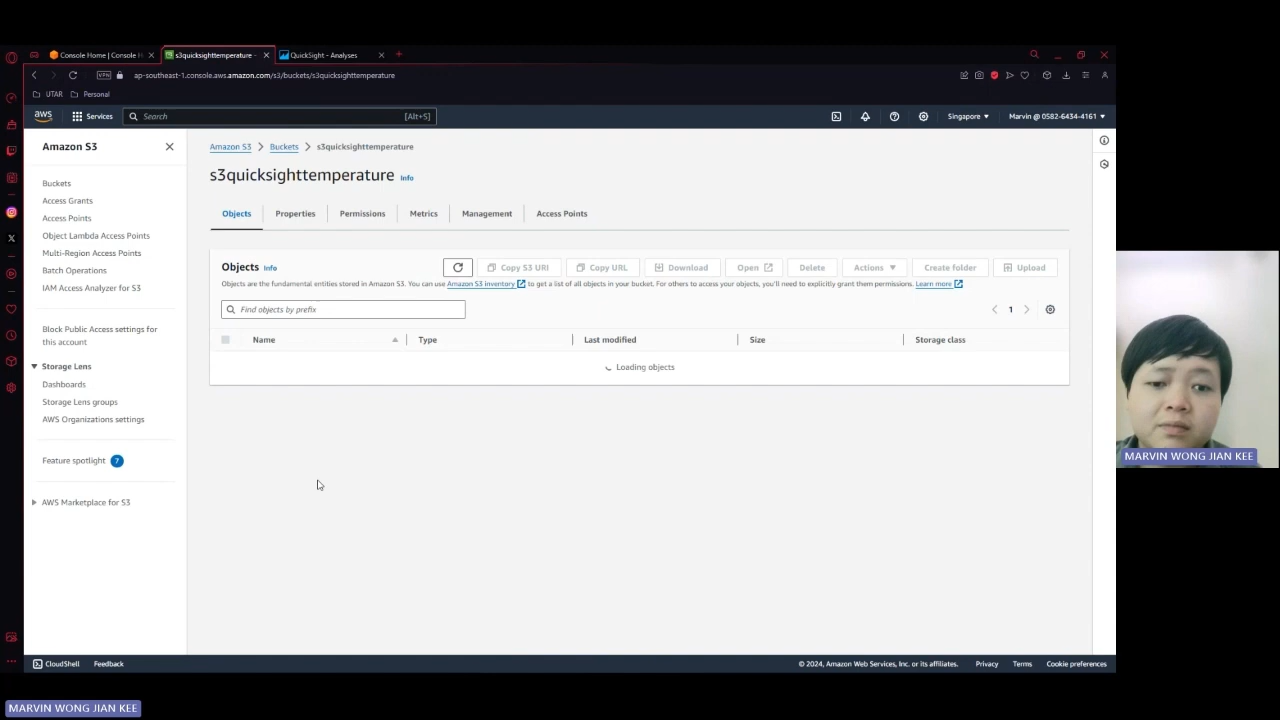 Console Home | Console H
s3quicksighttemperature -
QuickSight - Analyses
VPN
ap-southeast-1.console.aws.amazon.com/s3/buckets/s3quicksighttemperature
UTAR
Personal
aws
Services
Search
[Alt+S]
Singapore ▼
Marvin @ 0582-6434-4161 ▼
Amazon S3
Buckets
Access Grants
Access Points
Object Lambda Access Points
Multi-Region Access Points
Batch Operations
IAM Access Analyzer for S3
Block Public Access settings for
this account
Storage Lens
Dashboards
Storage Lens groups
AWS Organizations settings
Feature spotlight 7
AWS Marketplace for S3
Amazon S3 > Buckets > s3quicksighttemperature
s3quicksighttemperature Info
Objects
Properties
Permissions
Metrics
Management
Access Points
Objects Info
Copy S3 URI
Copy URL
Download
Open
Delete
Actions ▼
Create folder
Upload
Objects are the fundamental entities stored in Amazon S3. You can use Amazon S3 inventory to get a list of all objects in your bucket. For others to access your objects, you'll need to explicitly grant them permissions. Learn more
Find objects by prefix
1
Name
Type
Last modified
Size
Storage class
Loading objects
MARVIN WONG JIAN KEE
CloudShell
Feedback
© 2024, Amazon Web Services, Inc. or its affiliates.
Privacy
Terms
Cookie preferences
MARVIN WONG JIAN KEE